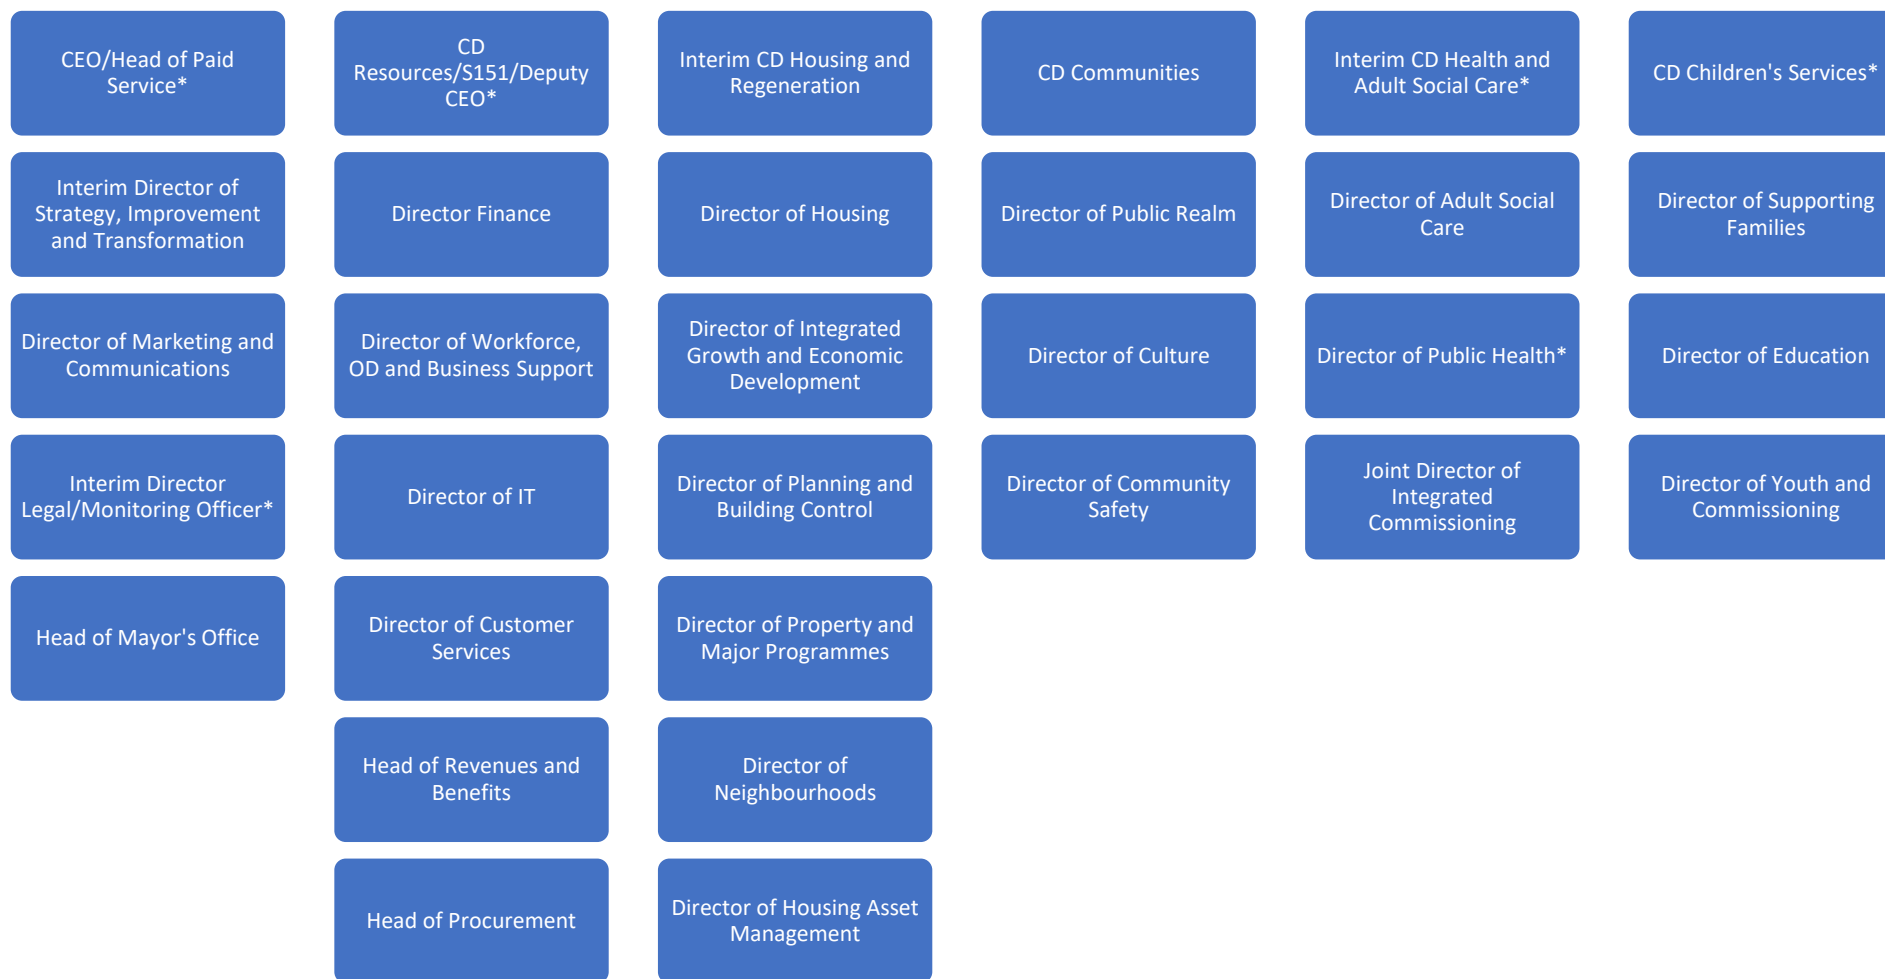 CEO/Head of Paid
Service*
CD
Resources/S151/Deputy
CEO*
Interim CD Housing and
Regeneration
CD Communities
Interim CD Health and
Adult Social Care*
CD Children's Services*
Interim Director of
Strategy, Improvement
and Transformation
Director Finance
Director of Housing
Director of Public Realm
Director of Adult Social
Care
Director of Supporting
Families
Director of Marketing and
Communications
Director of Workforce,
OD and Business Support
Director of Integrated
Growth and Economic
Development
Director of Culture
Director of Public Health*
Director of Education
Interim Director
Legal/Monitoring Officer*
Director of IT
Director of Planning and
Building Control
Director of Community
Safety
Joint Director of
Integrated
Commissioning
Director of Youth and
Commissioning
Head of Mayor's Office
Director of Customer
Services
Director of Property and
Major Programmes
Head of Revenues and
Benefits
Director of
Neighbourhoods
Head of Procurement
Director of Housing Asset
Management